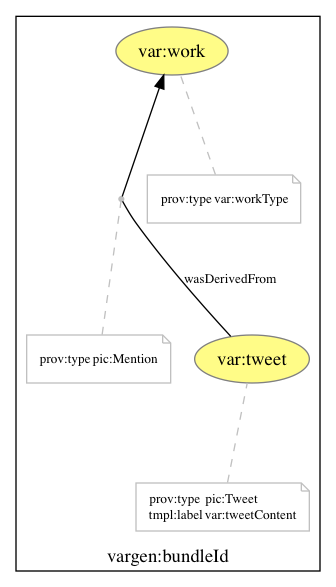 var:work
prov:type var:workType
wasDerivedFrom
prov:type pic:Mention
var:tweet
prov:type pic:Tweet
tmpl:label var:tweetContent
vargen:bundleId